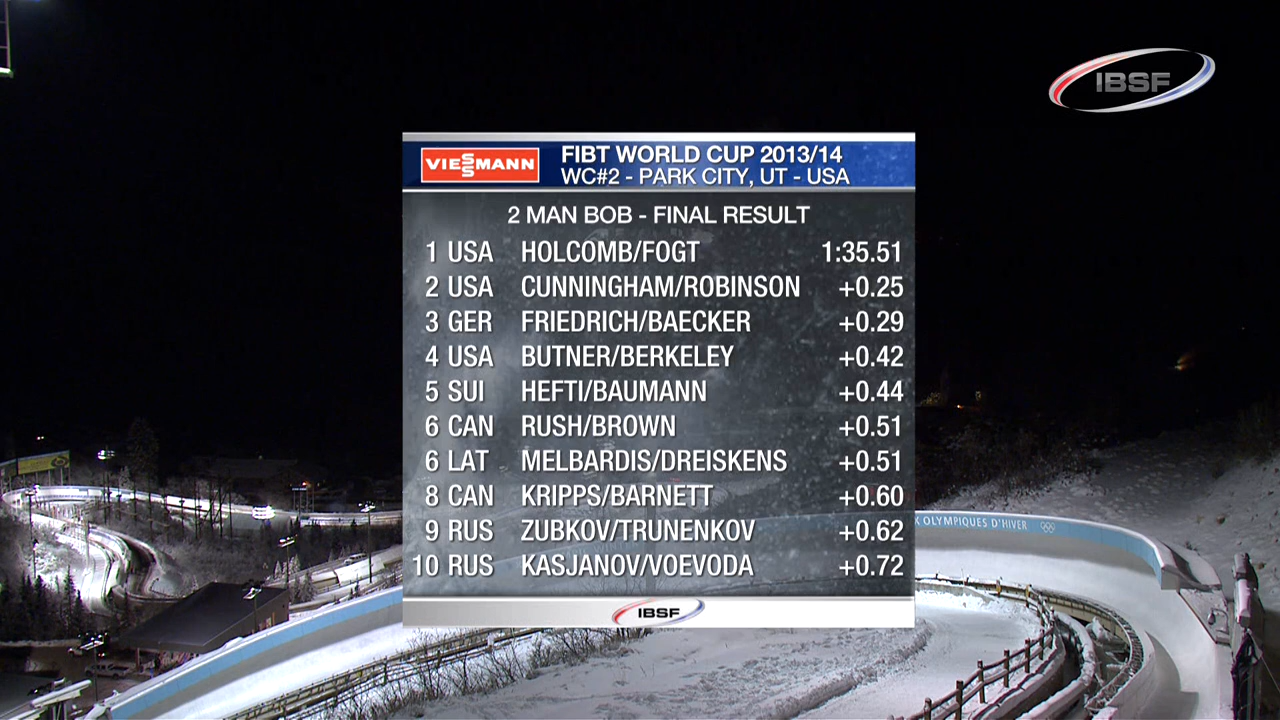 IBSF
VIESSMANN
FIBT WORLD CUP 2013/14
WC#2 - PARK CITY, UT - USA
2 MAN BOB - FINAL RESULT
1 USA HOLCOMB/FOGT 1:35.51
2 USA CUNNINGHAM/ROBINSON +0.25
3 GER FRIEDRICH/BAECKER +0.29
4 USA BUTNER/BERKELEY +0.42
5 SUI HEFTI/BAUMANN +0.44
6 CAN RUSH/BROWN +0.51
6 LAT MELBARDIS/DREISKENS +0.51
8 CAN KRIPPS/BARNETT +0.60
9 RUS ZUBKOV/TRUNENKOV +0.62
10 RUS KASJANOV/VOEVODA +0.72
X OLYMPIQUES D'HIVER
IBSF